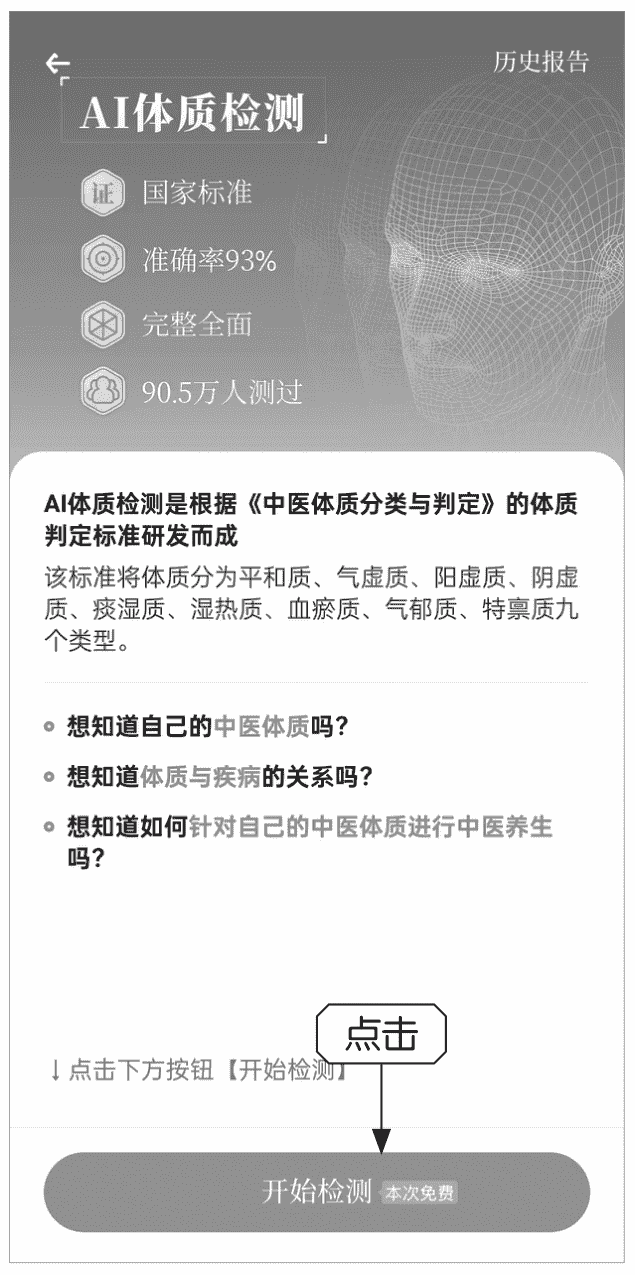 历史报告
AI体质检测
证
国家标准
准确率93%
完整全面
90.5万人测过
AI体质检测是根据《中医体质分类与判定》的体质
判定标准研发而成
该标准将体质分为平和质、气虚质、阳虚质、阴虚
质、痰湿质、湿热质、血瘀质、气郁质、特禀质九
个类型。
想知道自己的中医体质吗?
想知道体质与疾病的关系吗?
想知道如何针对自己的中医体质进行中医养生
吗?
点击
↓点击下方按钮【开始检测】
开始检测 本次免费